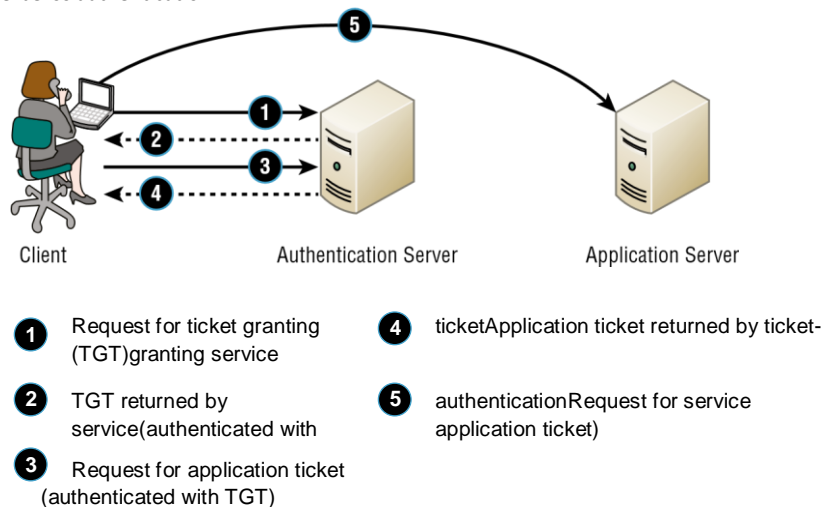 5
1
2
3
4
Client
Authentication Server
Application Server
1 Request for ticket granting
(TGT)granting service
2 TGT returned by
service(authenticated with
3 Request for application ticket
(authenticated with TGT)
4 ticketApplication ticket returned by ticket-
5 authenticationRequest for service
application ticket)